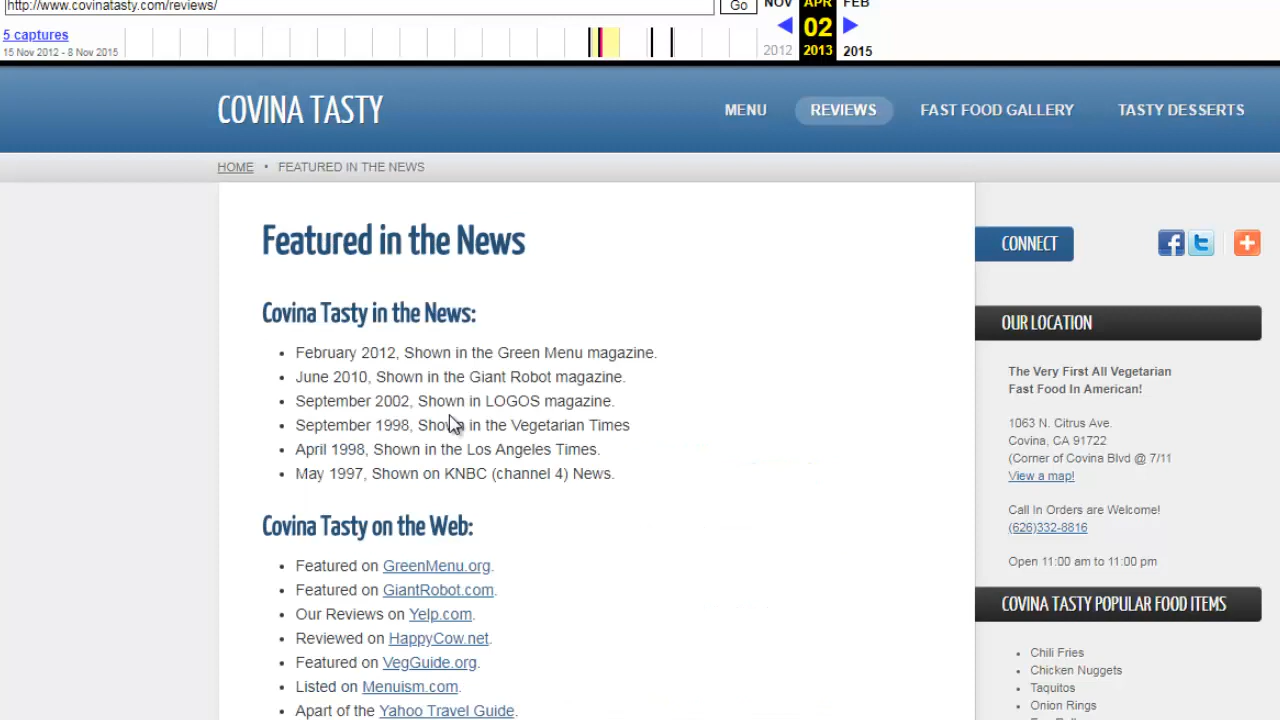 http://www.covinatasty.com/reviews/
Go
NOV
APR
FEB
5 captures
15 Nov 2012 - 8 Nov 2015
02
2012
2013
2015
COVINA TASTY
MENU
REVIEWS
FAST FOOD GALLERY
TASTY DESSERTS
HOME • FEATURED IN THE NEWS
Featured in the News
Covina Tasty in the News:
• February 2012, Shown in the Green Menu magazine.
• June 2010, Shown in the Giant Robot magazine.
• September 2002, Shown in LOGOS magazine.
• September 1998, Shown in the Vegetarian Times
• April 1998, Shown in the Los Angeles Times.
• May 1997, Shown on KNBC (channel 4) News.
Covina Tasty on the Web:
• Featured on GreenMenu.org.
• Featured on GiantRobot.com.
• Our Reviews on Yelp.com.
• Reviewed on HappyCow.net.
• Featured on VegGuide.org.
• Listed on Menuism.com.
• Apart of the Yahoo Travel Guide.
CONNECT
OUR LOCATION
The Very First All Vegetarian
Fast Food In American!
1063 N. Citrus Ave.
Covina, CA 91722
(Corner of Covina Blvd @ 7/11
View a map!
Call In Orders are Welcome!
(626)332-8816
Open 11:00 am to 11:00 pm
COVINA TASTY POPULAR FOOD ITEMS
• Chili Fries
• Chicken Nuggets
• Taquitos
• Onion Rings